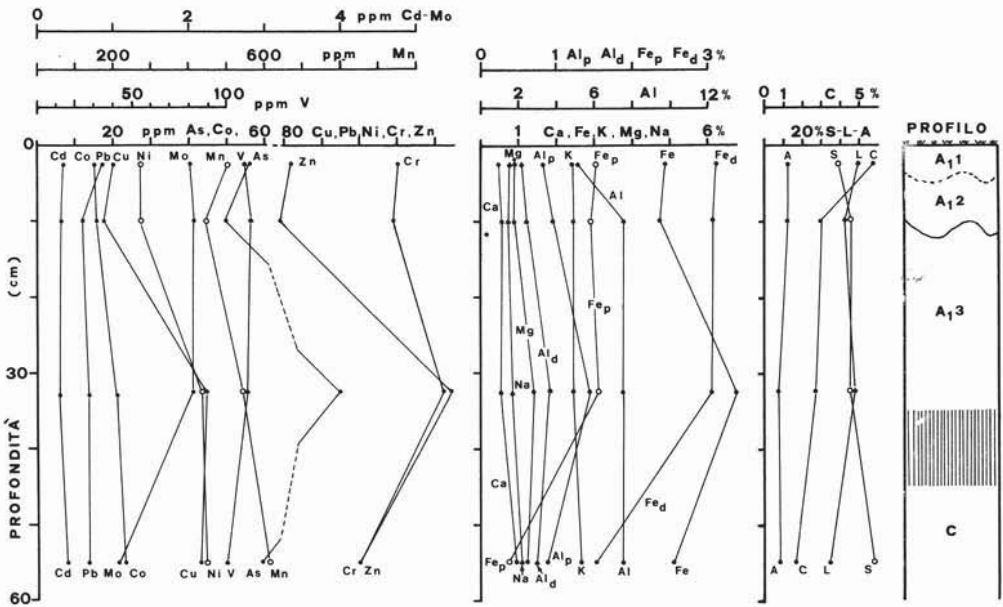 0 2 4 ppm Cd-Mo
200 600 ppm Mn
50 100 ppm V
20 ppm As,Co, 60 80 Cu,Pb,Ni,Cr,Zn
0 1 Alp Ald Fep Fed 3%
2 6 Al 12%
1 Ca,Fe,K,Mg,Na 6%
0 1 C 5 %
20% S-L-A
PROFILO
0
Cd Co Pb Cu Ni Mo Mn V As Zn Cr
Mg Alp K Fep Fe Fed
A S L C
A11
Ca Al
A12
Fep
A13
Mg Ald
30
Na
PROFONDITÀ (cm)
Ca
Fed
C
Cd Pb Mo Co Cu Ni V As Mn Cr Zn
Fep Na Ald Alp K Al Fe
A C L S
60